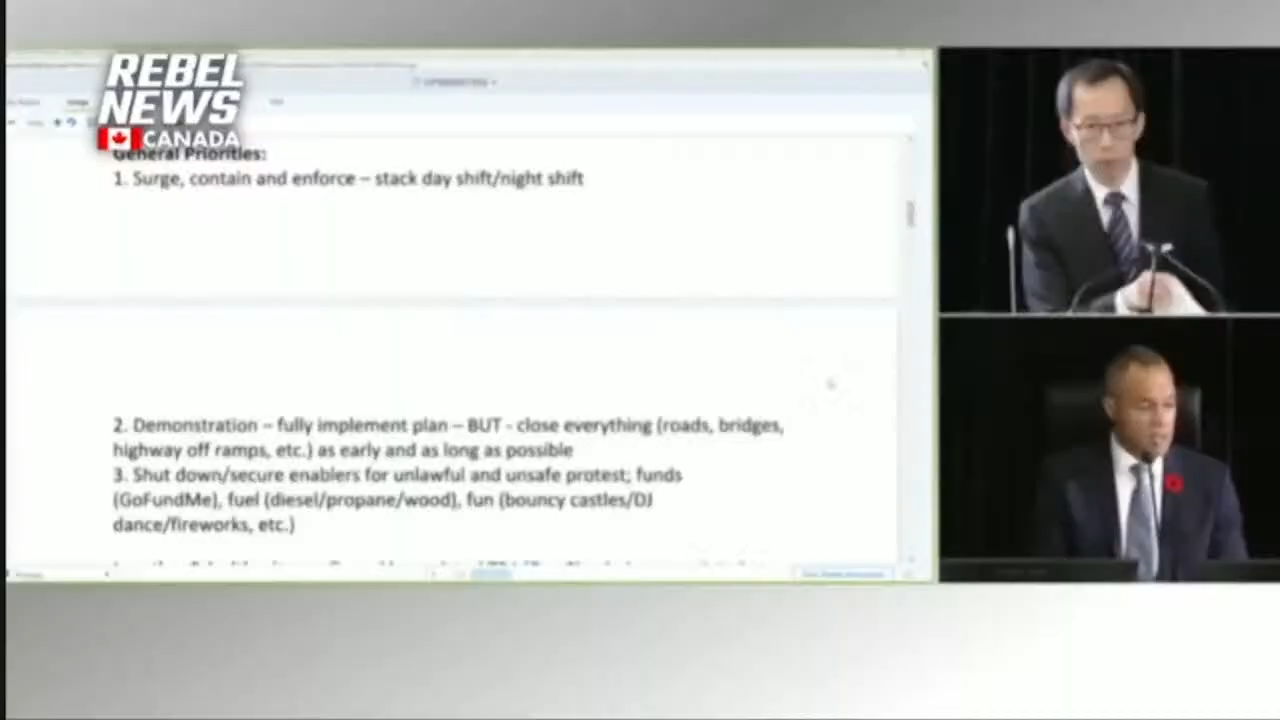 REBEL
NEWS
CANADA
General Priorities:
1. Surge, contain and enforce – stack day shift/night shift
2. Demonstration – fully implement plan – BUT - close everything (roads, bridges,
highway off ramps, etc.) as early and as long as possible
3. Shut down/secure enablers for unlawful and unsafe protest; funds
(GoFundMe), fuel (diesel/propane/wood), fun (bouncy castles/DJ
dance/fireworks, etc.)